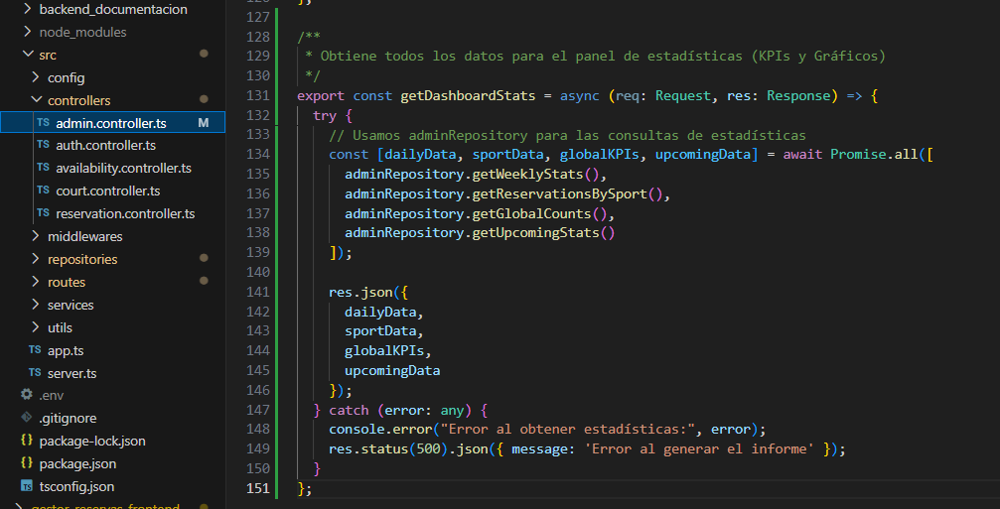 backend_documentacion
node_modules
src
config
controllers
TS admin.controller.ts M
TS auth.controller.ts
TS availability.controller.ts
TS court.controller.ts
TS reservation.controller.ts
middlewares
repositories
routes
services
utils
TS app.ts
TS server.ts
.env
.gitignore
{} package-lock.json
{} package.json
TS tsconfig.json
gestor_reservas_frontend
127
128 /**
129  * Obtiene todos los datos para el panel de estadísticas (KPIs y Gráficos)
130  */
131 export const getDashboardStats = async (req: Request, res: Response) => {
132   try {
133     // Usamos adminRepository para las consultas de estadísticas
134     const [dailyData, sportData, globalKPIs, upcomingData] = await Promise.all([
135       adminRepository.getWeeklyStats(),
136       adminRepository.getReservationsBySport(),
137       adminRepository.getGlobalCounts(),
138       adminRepository.getUpcomingStats()
139     ]);
140
141     res.json({
142       dailyData,
143       sportData,
144       globalKPIs,
145       upcomingData
146     });
147   } catch (error: any) {
148     console.error("Error al obtener estadísticas:", error);
149     res.status(500).json({ message: 'Error al generar el informe' });
150   }
151 };